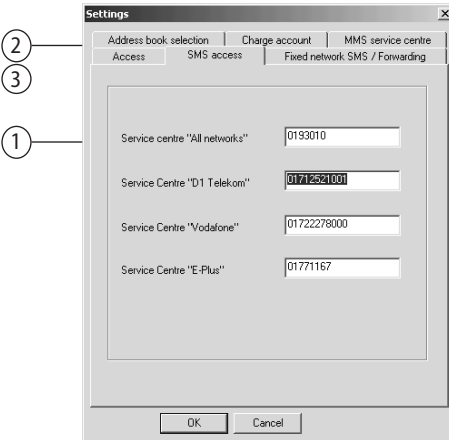 Settings
Address book selection Charge account MMS service centre
Access SMS access Fixed network SMS / Forwarding
Service centre "All networks" 0193010
Service Centre "D1 Telekom" 01712521001
Service Centre "Vodafone" 01722278000
Service Centre "E-Plus" 01771167
OK Cancel
2
3
1